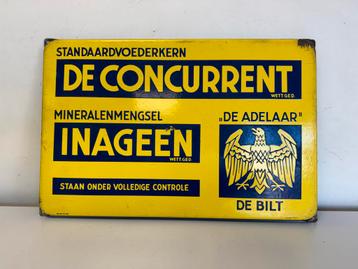 STANDAARDVOEDERKERN
DE CONCURRENT
WETT GED.
MINERALENMENGSEL
INAGEEN
WETT GED.
STAAN ONDER VOLLEDIGE CONTROLE
„DE ADELAAR"
DE BILT